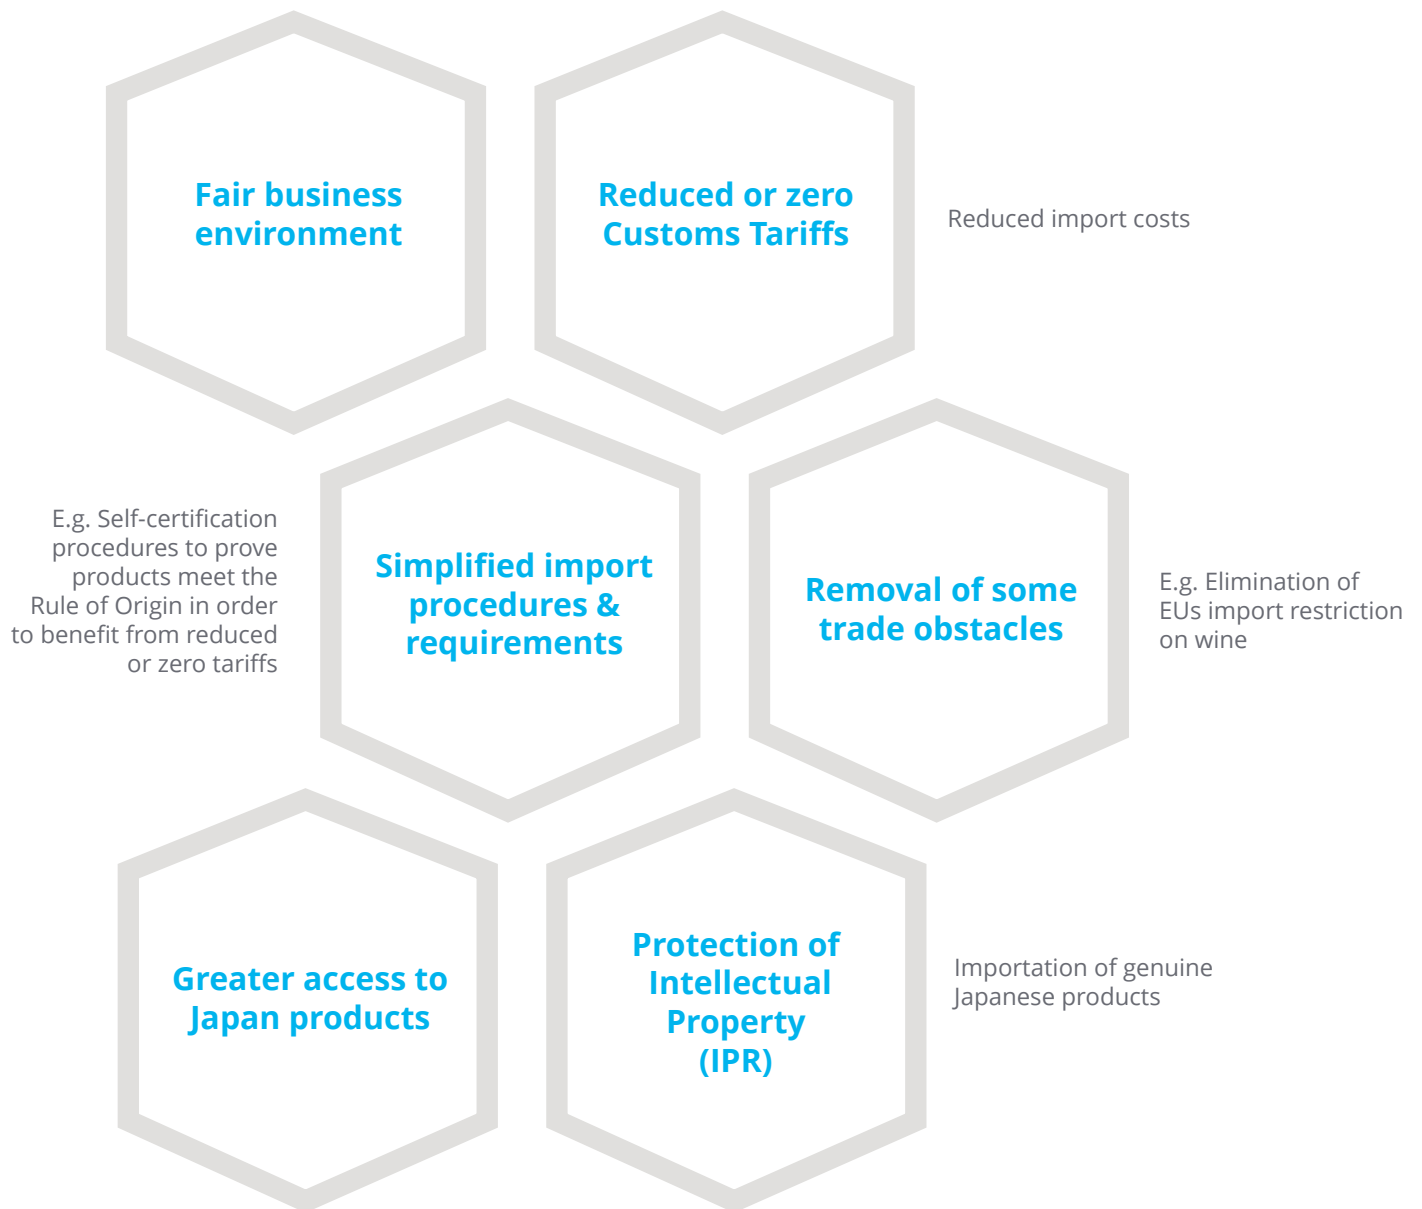 Fair business
environment
Reduced or zero
Customs Tariffs
Reduced import costs
E.g. Self-certification
procedures to prove
products meet the
Rule of Origin in order
to benefit from reduced
or zero tariffs
Simplified import
procedures &
requirements
Removal of some
trade obstacles
E.g. Elimination of
EUs import restriction
on wine
Greater access to
Japan products
Protection of
Intellectual
Property
(IPR)
Importation of genuine
Japanese products